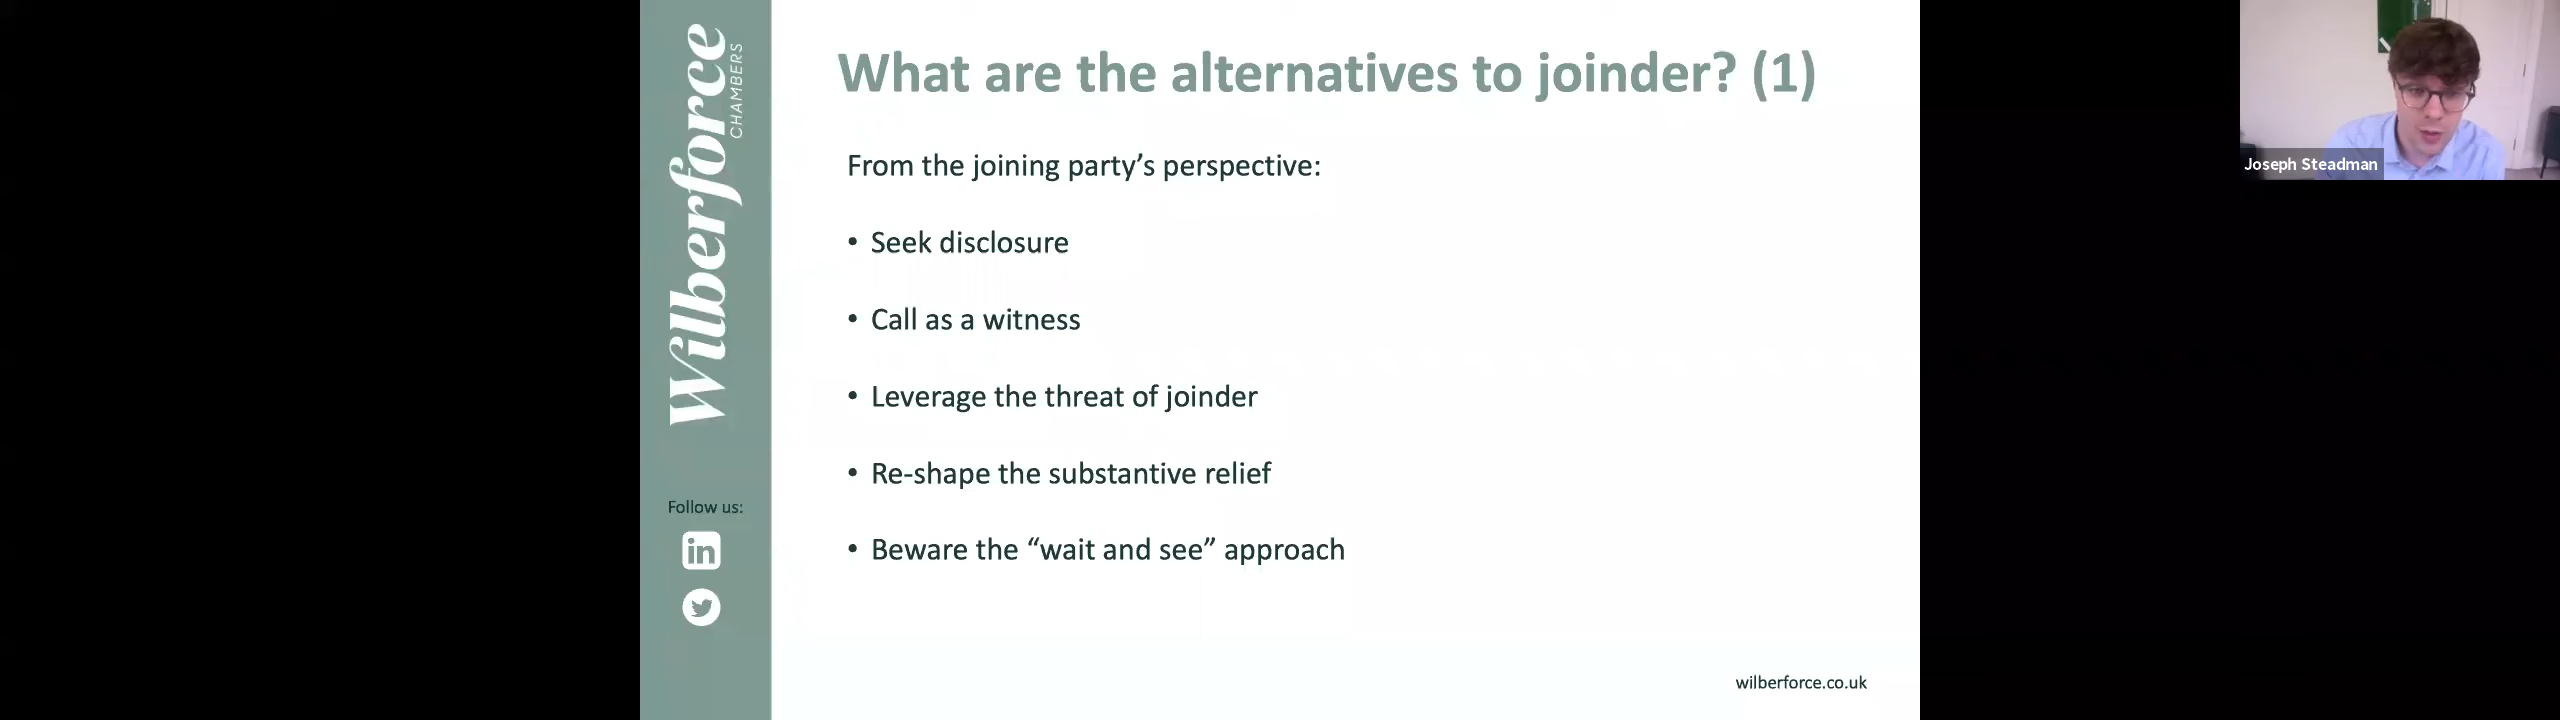 Wilberforce
CHAMBERS
Follow us:
in
What are the alternatives to joinder? (1)
From the joining party’s perspective:
• Seek disclosure
• Call as a witness
• Leverage the threat of joinder
• Re-shape the substantive relief
• Beware the “wait and see” approach
wilberforce.co.uk
Joseph Steadman